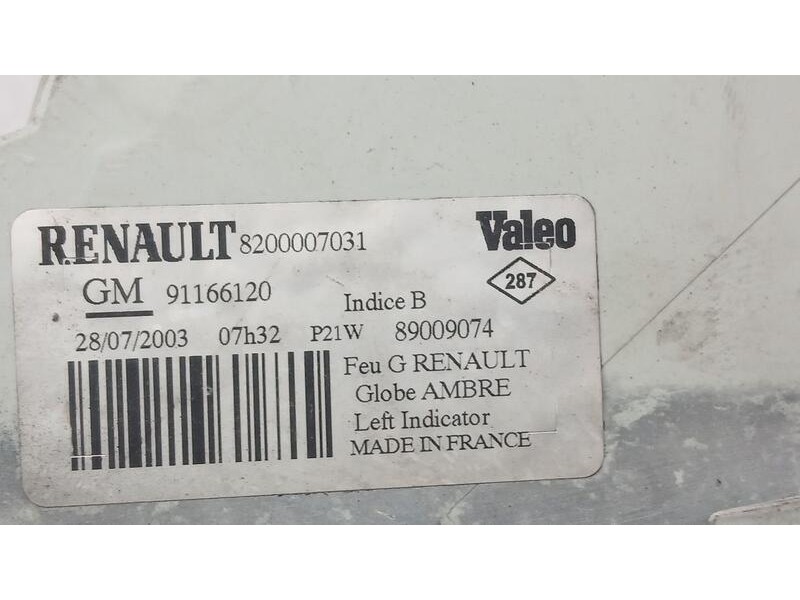 RENAULT 8200007031 Valeo
GM 91166120 Indice B 287
28/07/2003 07h32 P21W 89009074
Feu G RENAULT
Globe AMBRE
Left Indicator
MADE IN FRANCE